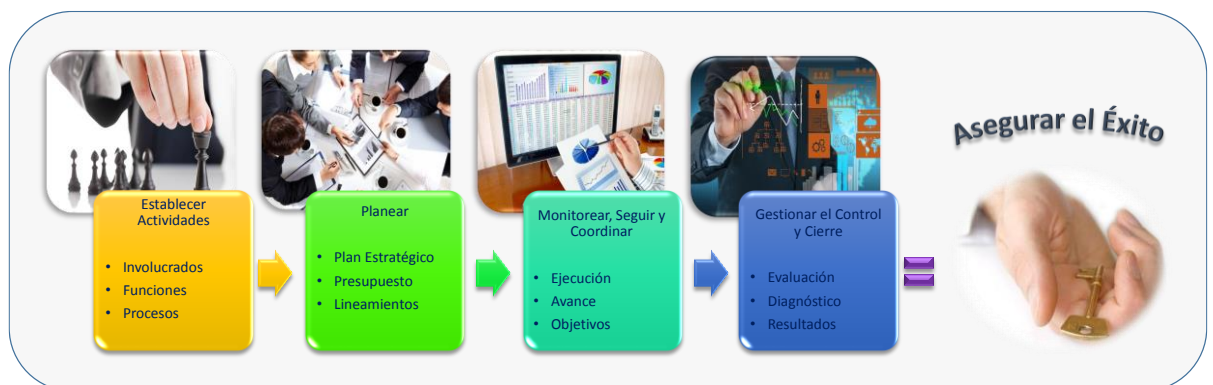 Establecer
Actividades
• Involucrados
• Funciones
• Procesos
Planear
• Plan Estratégico
• Presupuesto
• Lineamientos
Monitorear, Seguir y
Coordinar
• Ejecución
• Avance
• Objetivos
Gestionar el Control
y Cierre
• Evaluación
• Diagnóstico
• Resultados
=
Asegurar el Éxito